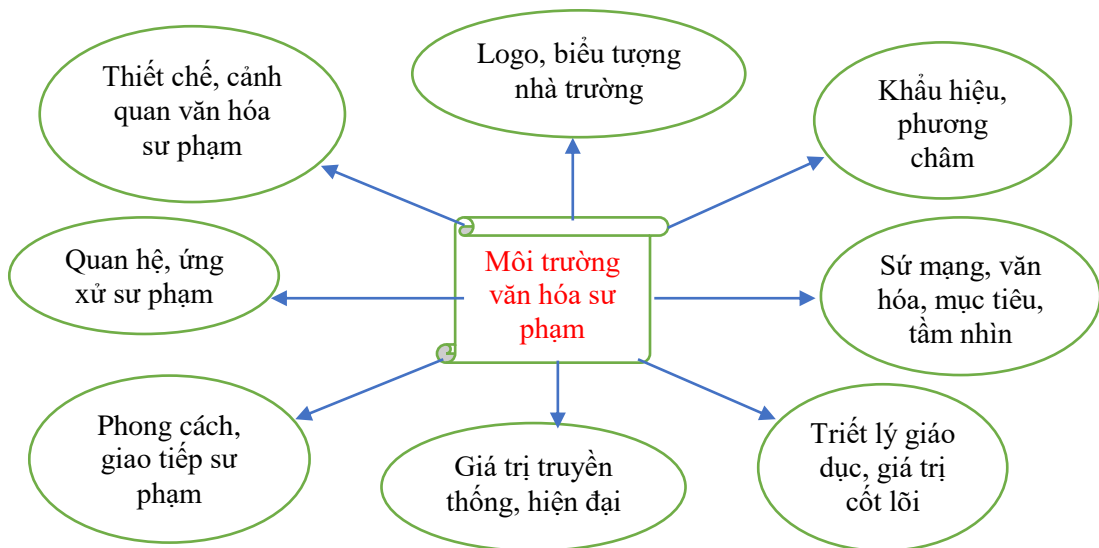 Thiết chế, cảnh
quan văn hóa
sư phạm
Logo, biểu tượng
nhà trường
Khẩu hiệu,
phương
châm
Quan hệ, ứng
xử sư phạm
Môi trường
văn hóa sư
phạm
Sứ mạng, văn
hóa, mục tiêu,
tầm nhìn
Phong cách,
giao tiếp sư
phạm
Giá trị truyền
thống, hiện đại
Triết lý giáo
dục, giá trị
cốt lõi